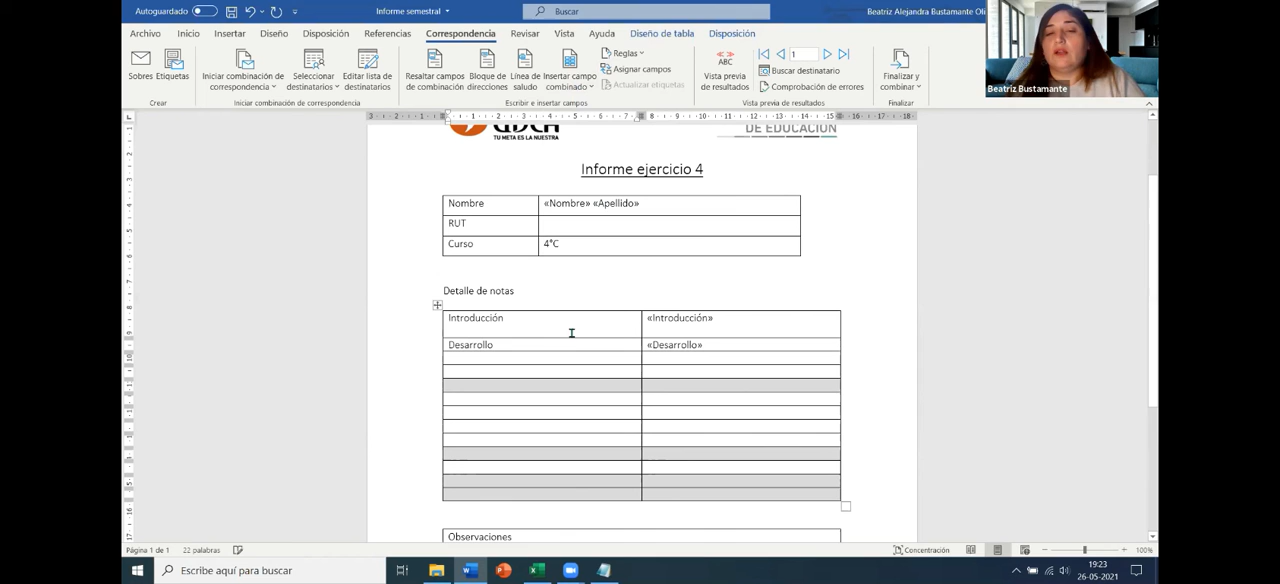 Autoguardado
Informe semestral
Buscar
Beatriz Alejandra Bustamante Oli
Archivo
Inicio
Insertar
Diseño
Disposición
Referencias
Correspondencia
Revisar
Vista
Ayuda
Diseño de tabla
Disposición
Sobres
Etiquetas
Iniciar combinación de correspondencia
Seleccionar destinatarios
Editar lista de destinatarios
Resaltar campos de combinación
Bloque de direcciones
Línea de saludo
Insertar campo combinado
Reglas
Asignar campos
Actualizar etiquetas
ABC
Vista previa de resultados
1
Buscar destinatario
Comprobación de errores
Finalizar y combinar
Crear
Iniciar combinación de correspondencia
Escribir e insertar campos
Vista previa de resultados
Finalizar
Beatriz Bustamante
TU META ES LA NUESTRA
DE EDUCACIÓN
Informe ejercicio 4
Nombre «Nombre» «Apellido»
RUT
Curso 4°C
Detalle de notas
Introducción «Introducción»
Desarrollo «Desarrollo»
Observaciones
Página 1 de 1
22 palabras
Concentración
100%
Escribe aquí para buscar
19:23
26-05-2021